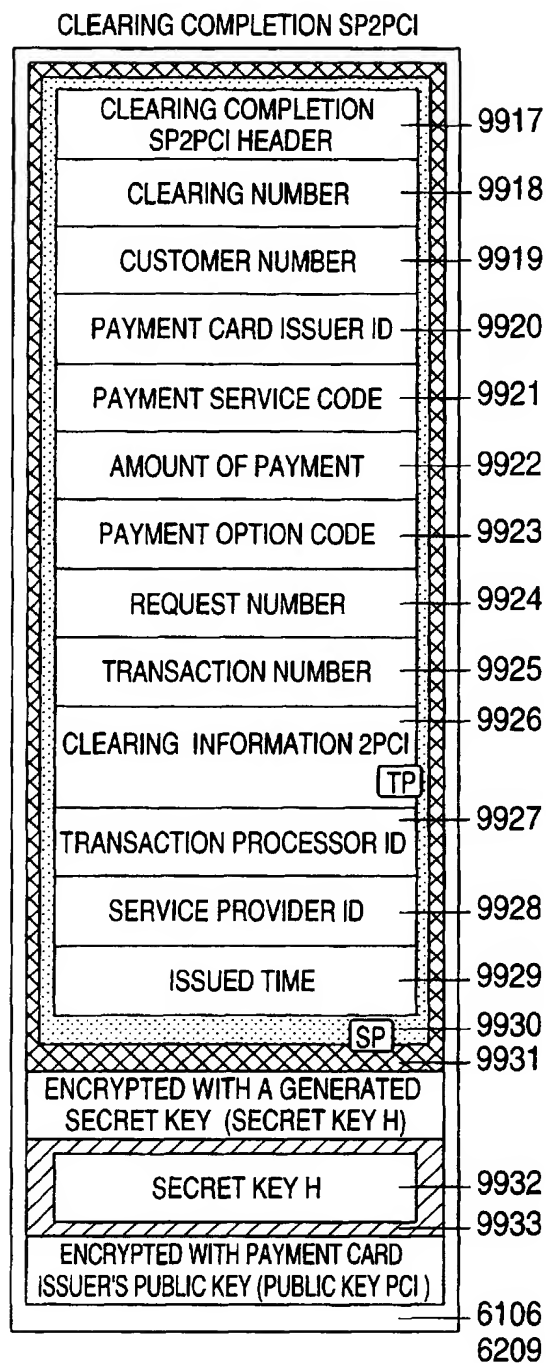 CLEARING COMPLETION SP2PCI
CLEARING COMPLETION
SP2PCI HEADER
9917
CLEARING NUMBER
9918
CUSTOMER NUMBER
9919
PAYMENT CARD ISSUER ID
9920
PAYMENT SERVICE CODE
9921
AMOUNT OF PAYMENT
9922
PAYMENT OPTION CODE
9923
REQUEST NUMBER
9924
TRANSACTION NUMBER
9925
9926
CLEARING INFORMATION 2PCI
TP
9927
TRANSACTION PROCESSOR ID
SERVICE PROVIDER ID
9928
ISSUED TIME
9929
SP
9930
9931
ENCRYPTED WITH A GENERATED
SECRET KEY (SECRET KEY H)
SECRET KEY H
9932
9933
ENCRYPTED WITH PAYMENT CARD
ISSUER'S PUBLIC KEY (PUBLIC KEY PCI )
6106
6209